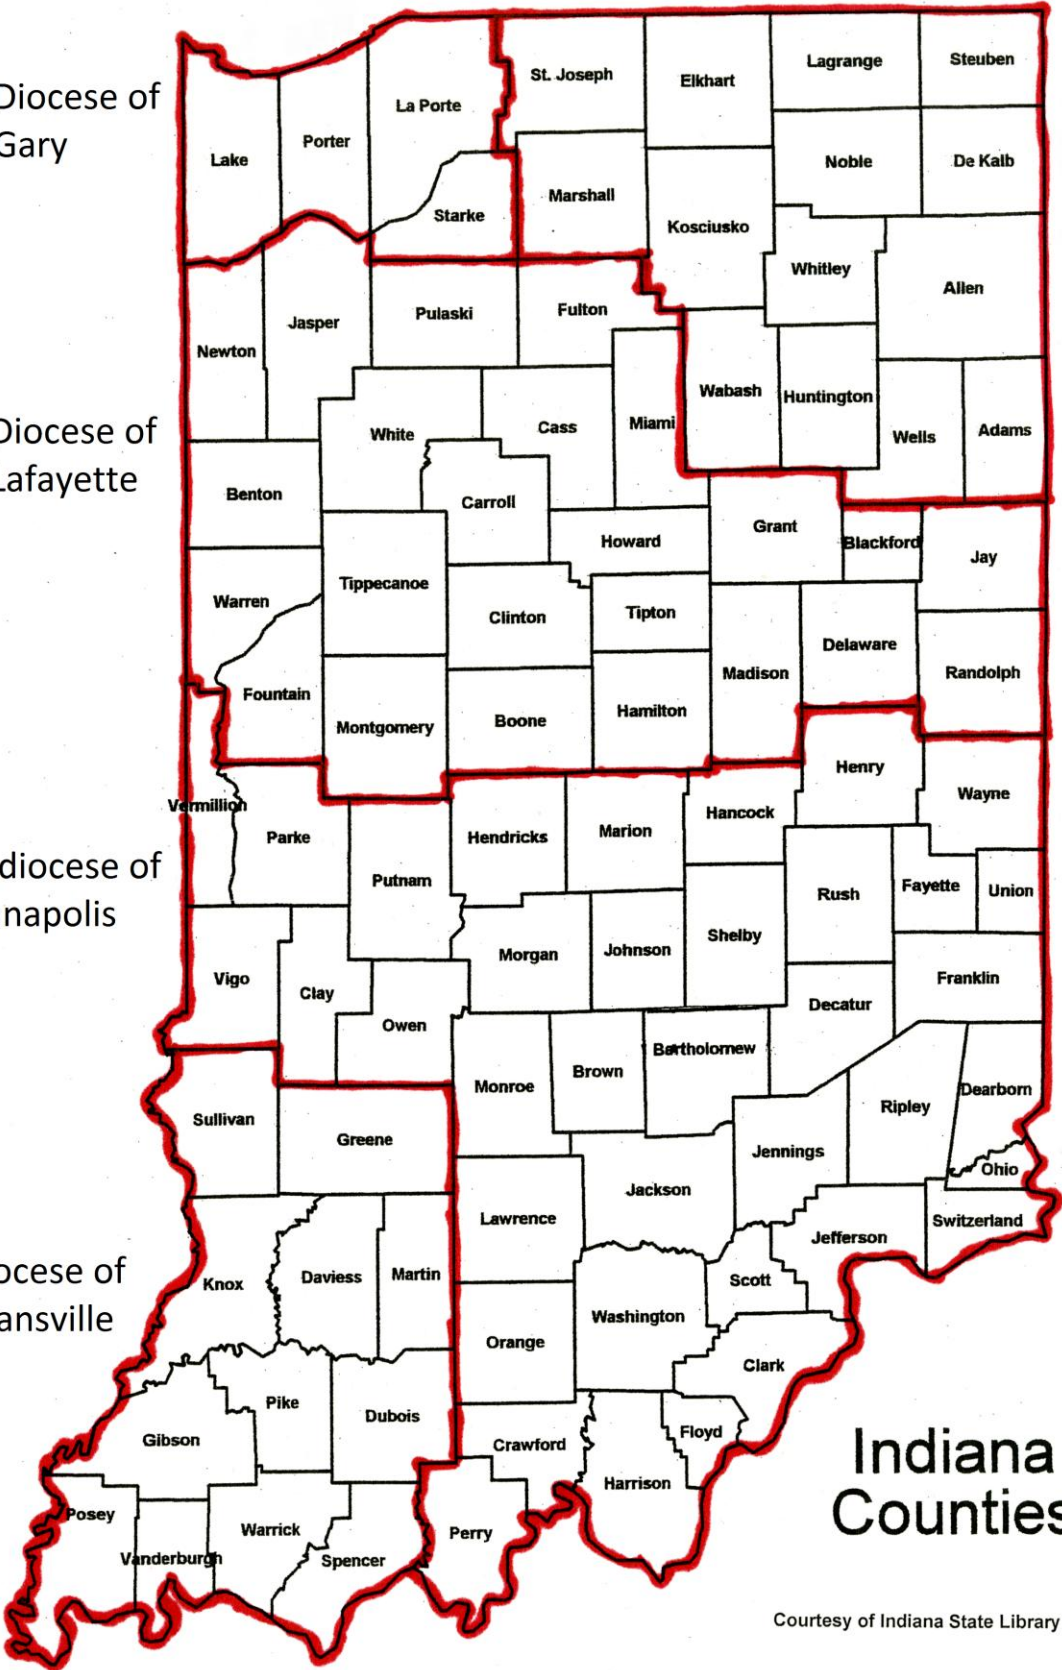 Diocese of
Gary
Diocese of
Lafayette
diocese of
napolis
ocese of
ansville
Lake
Porter
La Porte
Starke
St. Joseph
Elkhart
Lagrange
Steuben
Marshall
Kosciusko
Noble
De Kalb
Whitley
Allen
Newton
Jasper
Pulaski
Fulton
Wabash
Huntington
Wells
Adams
Benton
White
Cass
Miami
Carroll
Howard
Grant
Blackford
Jay
Warren
Tippecanoe
Clinton
Tipton
Delaware
Randolph
Fountain
Montgomery
Boone
Hamilton
Madison
Henry
Wayne
Vermillion
Parke
Putnam
Hendricks
Marion
Hancock
Rush
Fayette
Union
Vigo
Clay
Owen
Morgan
Johnson
Shelby
Decatur
Franklin
Sullivan
Greene
Monroe
Brown
Bartholomew
Jennings
Ripley
Dearborn
Ohio
Knox
Daviess
Martin
Lawrence
Jackson
Jefferson
Switzerland
Scott
Orange
Washington
Clark
Gibson
Pike
Dubois
Crawford
Harrison
Floyd
Posey
Vanderburgh
Warrick
Spencer
Perry
Indiana
Counties
Courtesy of Indiana State Library